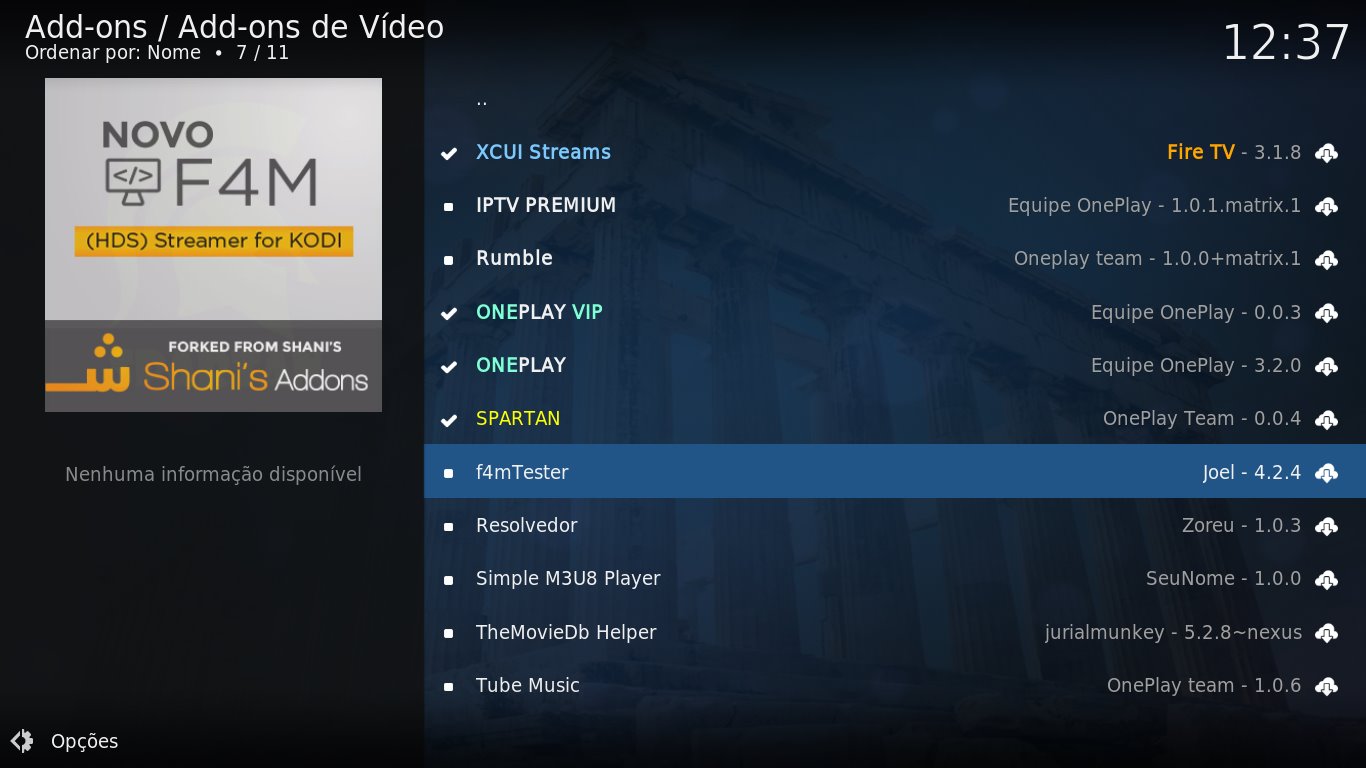 Add-ons / Add-ons de Vídeo
Ordenar por: Nome • 7 / 11
12:37
NOVO
</> F4M
(HDS) Streamer for KODI
FORKED FROM SHANI'S
Shani's Addons
Nenhuma informação disponível
..
XCUI Streams Fire TV - 3.1.8
IPTV PREMIUM Equipe OnePlay - 1.0.1.matrix.1
Rumble Oneplay team - 1.0.0+matrix.1
ONEPLAY VIP Equipe OnePlay - 0.0.3
ONEPLAY Equipe OnePlay - 3.2.0
SPARTAN OnePlay Team - 0.0.4
f4mTester Joel - 4.2.4
Resolvedor Zoreu - 1.0.3
Simple M3U8 Player SeuNome - 1.0.0
TheMovieDb Helper jurialmunkey - 5.2.8~nexus
Tube Music OnePlay team - 1.0.6
Opções